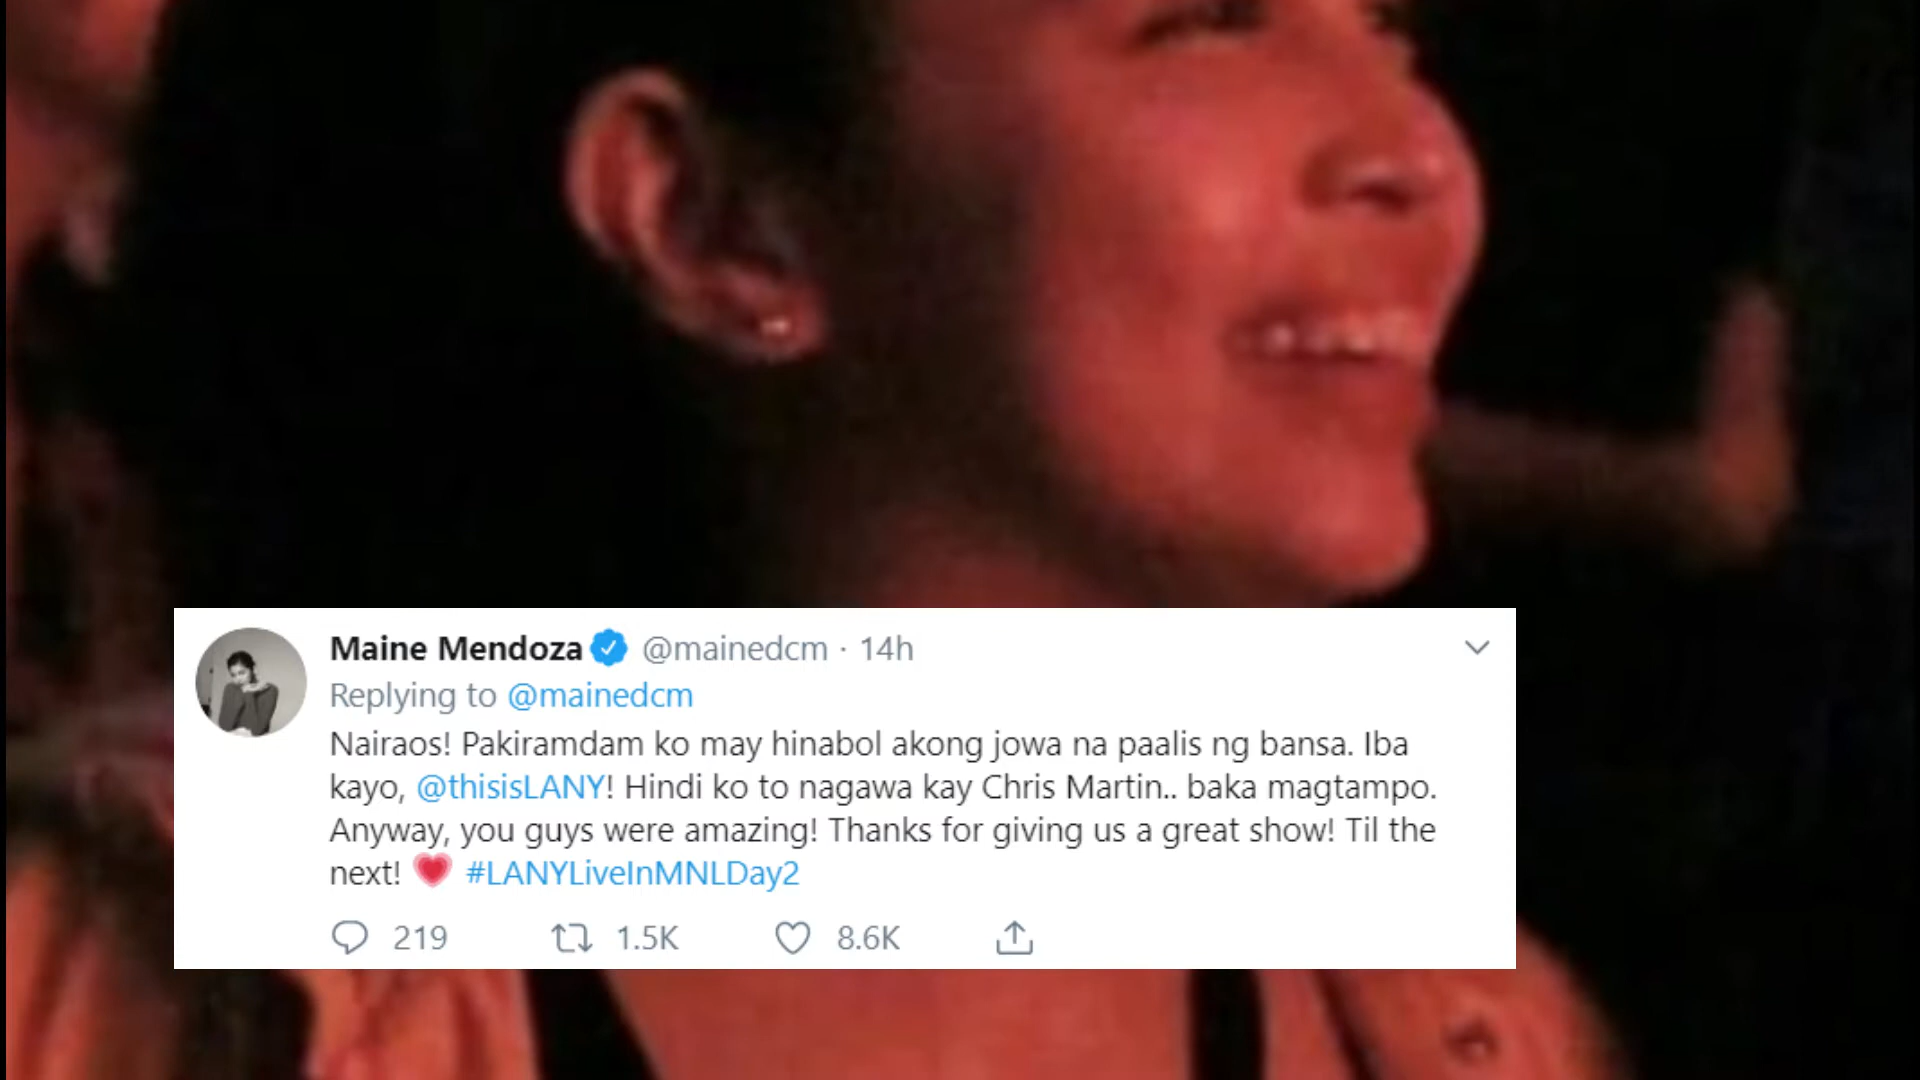 Maine Mendoza @mainedcm · 14h
Replying to @mainedcm
Nairaos! Pakiramdam ko may hinabol akong jowa na paalis ng bansa. Iba
kayo, @thisisLANY! Hindi ko to nagawa kay Chris Martin.. baka magtampo.
Anyway, you guys were amazing! Thanks for giving us a great show! Til the
next! 💗 #LANYLiveInMNLDay2
219 1.5K 8.6K